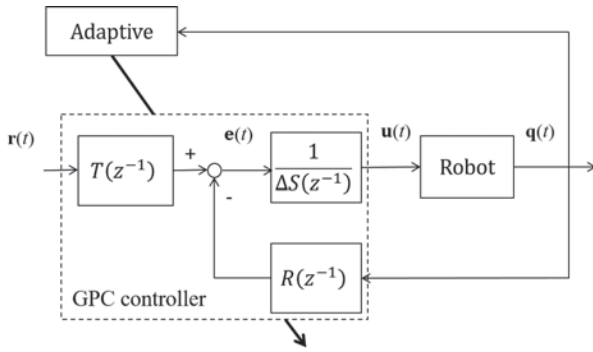 Adaptive
r(t)
T(z⁻¹)
+
-
e(t)
1
ΔS(z⁻¹)
u(t)
Robot
q(t)
R(z⁻¹)
GPC controller